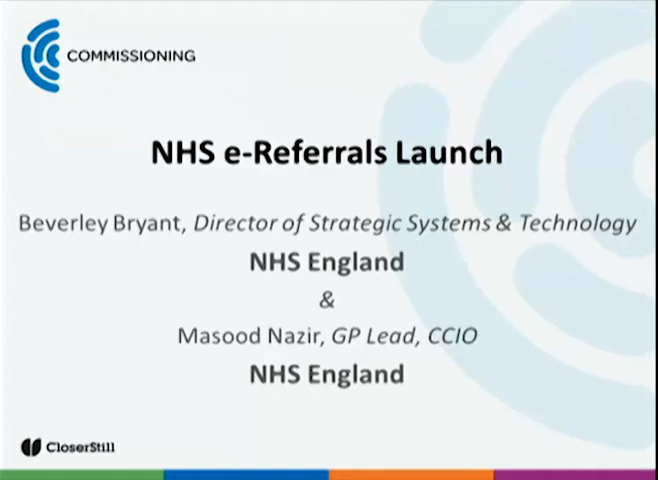 COMMISSIONING
NHS e-Referrals Launch
Beverley Bryant, Director of Strategic Systems & Technology
NHS England
&
Masood Nazir, GP Lead, CCIO
NHS England
CloserStill